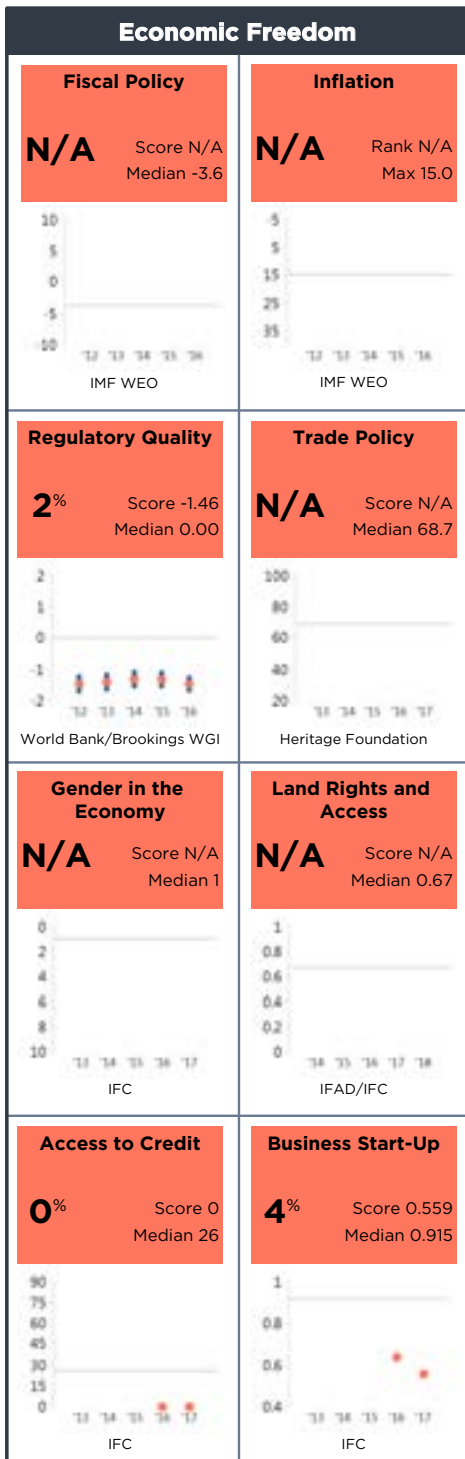 Economic Freedom
Fiscal Policy
N/A
Score N/A
Median -3.6
10
5
0
-5
-10
'12 '13 '14 '15 '16
IMF WEO
Inflation
N/A
Rank N/A
Max 15.0
-5
5
15
25
35
'12 '13 '14 '15 '16
IMF WEO
Regulatory Quality
2%
Score -1.46
Median 0.00
2
1
0
-1
-2
'12 '13 '14 '15 '16
World Bank/Brookings WGI
Trade Policy
N/A
Score N/A
Median 68.7
100
80
60
40
20
'13 '14 '15 '16 '17
Heritage Foundation
Gender in the
Economy
N/A
Score N/A
Median 1
0
2
4
6
8
10
'13 '14 '15 '16 '17
IFC
Land Rights and
Access
N/A
Score N/A
Median 0.67
1
0.8
0.6
0.4
0.2
0
'14 '15 '16 '17 '18
IFAD/IFC
Access to Credit
0%
Score 0
Median 26
90
75
60
45
30
15
0
'13 '14 '15 '16 '17
IFC
Business Start-Up
4%
Score 0.559
Median 0.915
1
0.8
0.6
0.4
'13 '14 '15 '16 '17
IFC